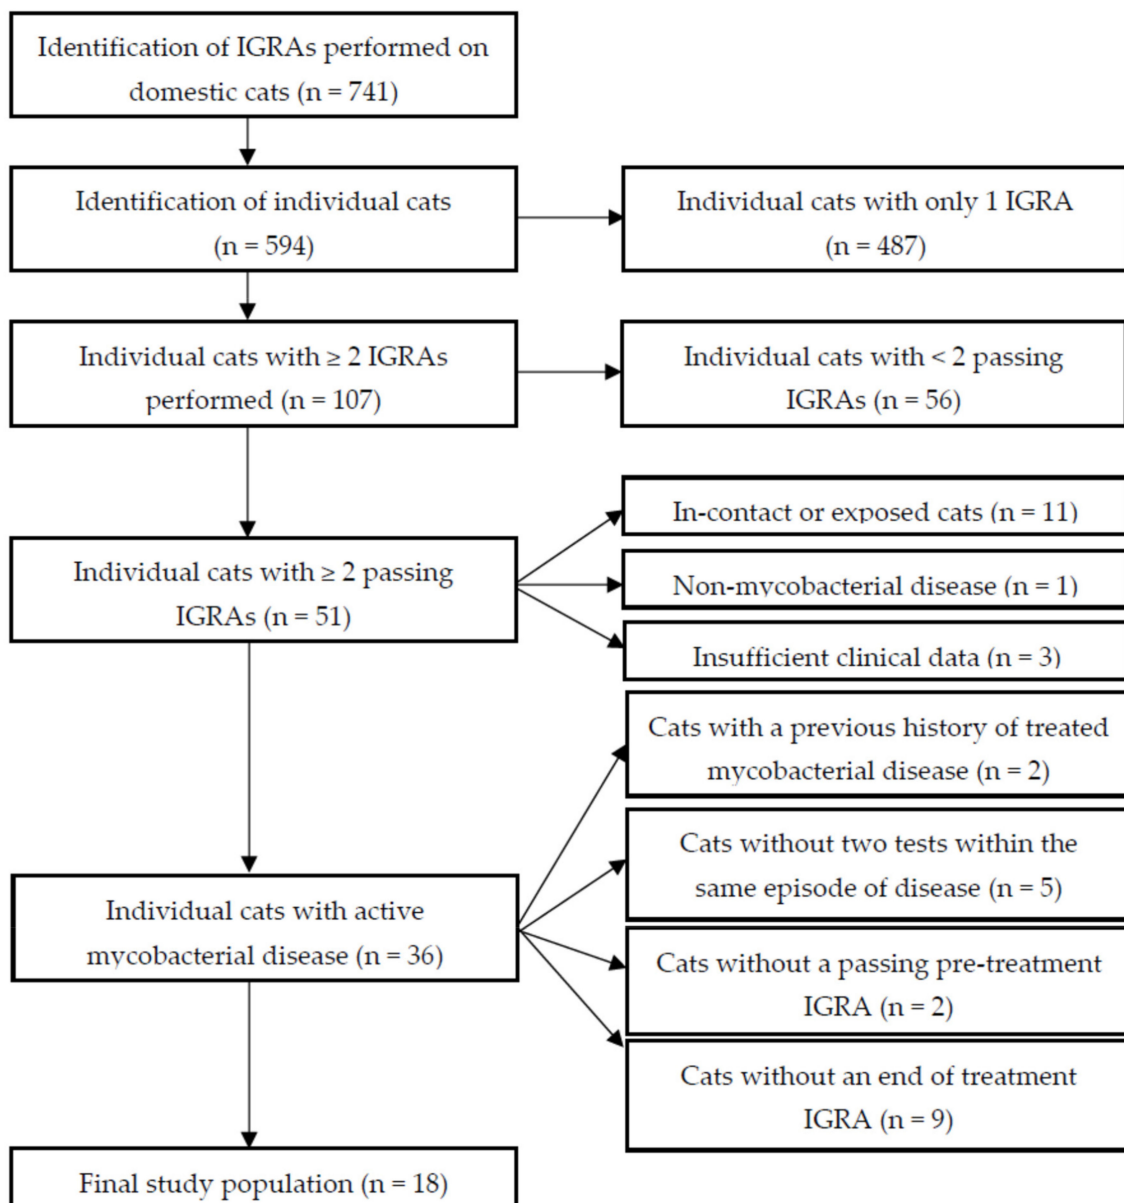 Identification of IGRAs performed on
domestic cats (n = 741)
Identification of individual cats
(n = 594)
Individual cats with only 1 IGRA
(n = 487)
Individual cats with ≥ 2 IGRAs
performed (n = 107)
Individual cats with < 2 passing
IGRAs (n = 56)
Individual cats with ≥ 2 passing
IGRAs (n = 51)
In-contact or exposed cats (n = 11)
Non-mycobacterial disease (n = 1)
Insufficient clinical data (n = 3)
Individual cats with active
mycobacterial disease (n = 36)
Cats with a previous history of treated
mycobacterial disease (n = 2)
Cats without two tests within the
same episode of disease (n = 5)
Cats without a passing pre-treatment
IGRA (n = 2)
Cats without an end of treatment
IGRA (n = 9)
Final study population (n = 18)